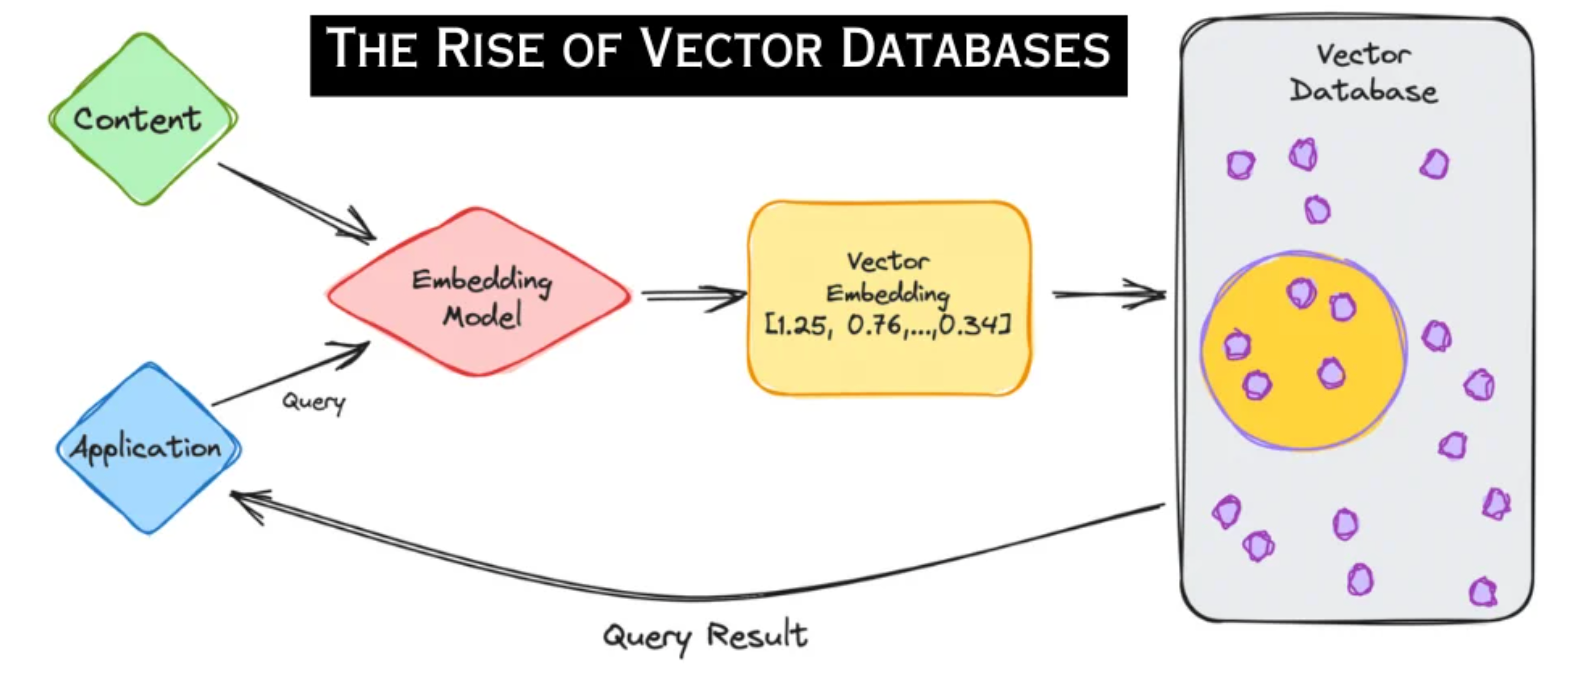 THE RISE OF VECTOR DATABASES
Content
Embedding
Model
Vector
Embedding
[1.25, 0.76,...,0.34]
Vector
Database
Query
Application
Query Result